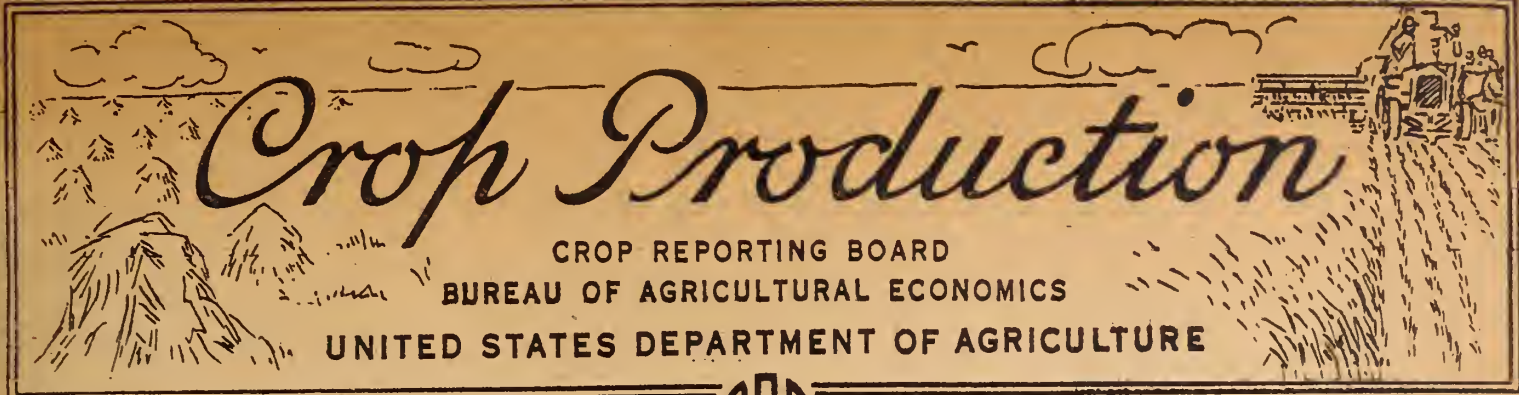 Crop Production
CROP REPORTING BOARD
BUREAU OF AGRICULTURAL ECONOMICS
UNITED STATES DEPARTMENT OF AGRICULTURE